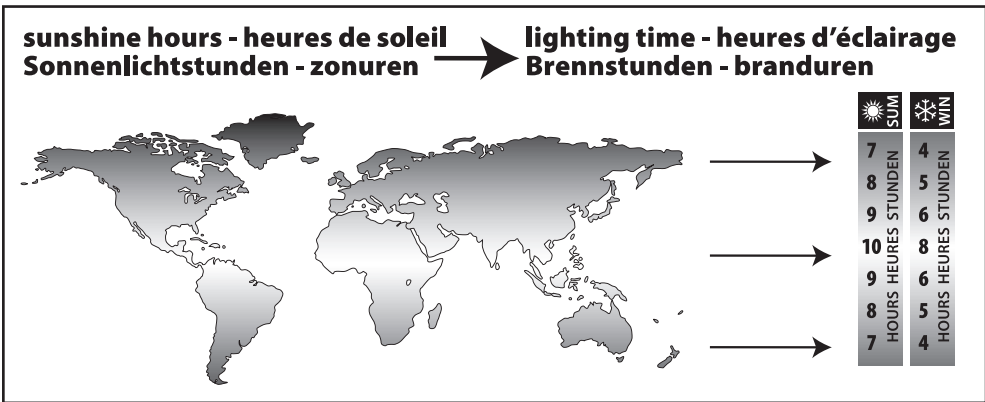 sunshine hours - heures de soleil
Sonnenlichtstunden - zonuren
lighting time - heures d'éclairage
Brennstunden - branduren
SUM WIN
7 4
8 5
9 6
10 8
9 6
8 5
7 4
HOURS HEURES STUNDEN
HOURS HEURES STUNDEN